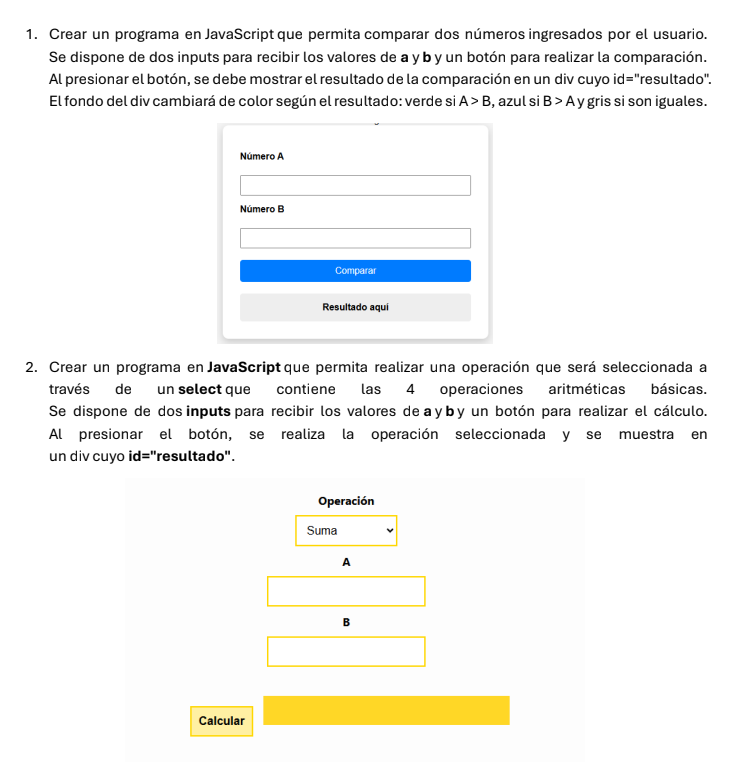 1. Crear un programa en JavaScript que permita comparar dos números ingresados por el usuario.
Se dispone de dos inputs para recibir los valores de a y b y un botón para realizar la comparación.
Al presionar el botón, se debe mostrar el resultado de la comparación en un div cuyo id="resultado".
El fondo del div cambiará de color según el resultado: verde si A > B, azul si B > A y gris si son iguales.
Número A
Número B
Comparar
Resultado aquí
2. Crear un programa en JavaScript que permita realizar una operación que será seleccionada a
través de un select que contiene las 4 operaciones aritméticas básicas.
Se dispone de dos inputs para recibir los valores de a y b y un botón para realizar el cálculo.
Al presionar el botón, se realiza la operación seleccionada y se muestra en
un div cuyo id="resultado".
Operación
Suma
A
B
Calcular